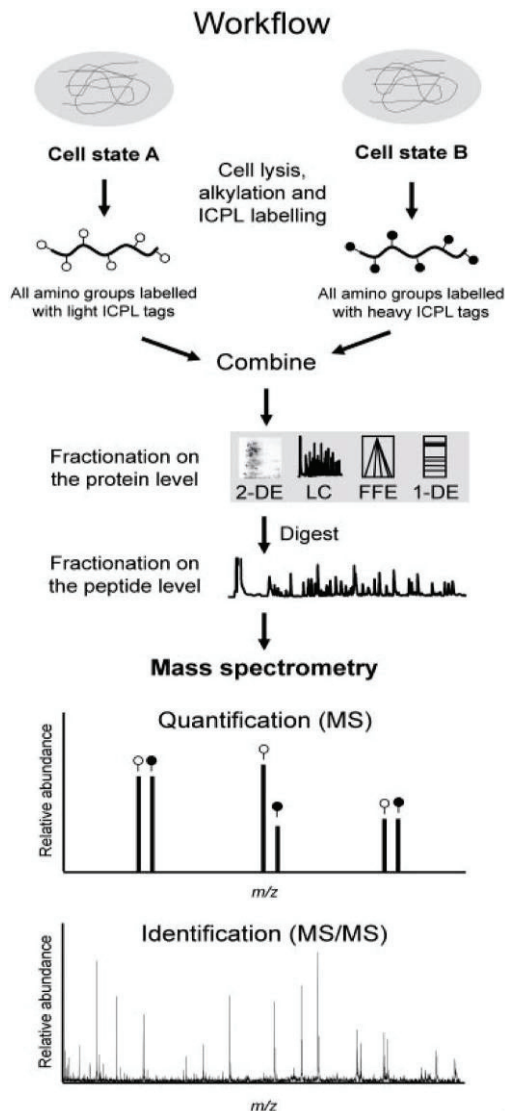 Workflow
Cell state A
Cell state B
Cell lysis,
alkylation and
ICPL labelling
All amino groups labelled
with light ICPL tags
All amino groups labelled
with heavy ICPL tags
Combine
Fractionation on
the protein level
2-DE LC FFE 1-DE
Digest
Fractionation on
the peptide level
Mass spectrometry
Quantification (MS)
Relative abundance
m/z
Identification (MS/MS)
Relative abundance
m/z